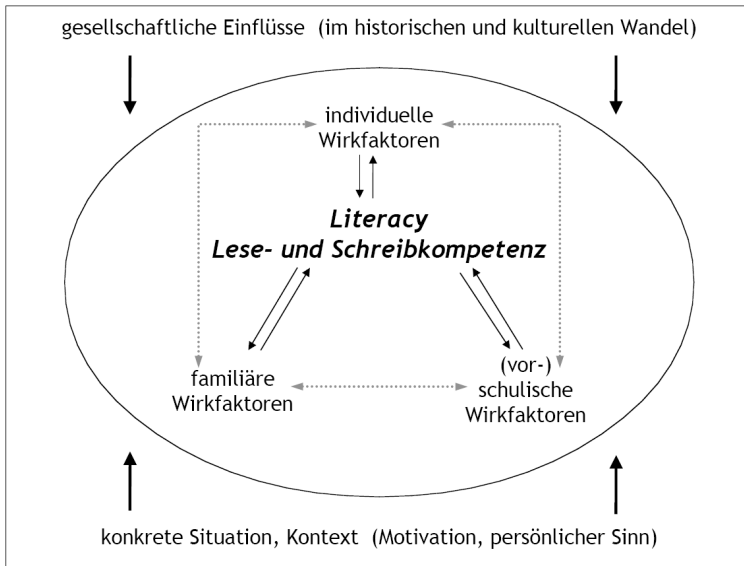 gesellschaftliche Einflüsse (im historischen und kulturellen Wandel)
individuelle
Wirkfaktoren
Literacy
Lese- und Schreibkompetenz
familiäre
Wirkfaktoren
(vor-)
schulische
Wirkfaktoren
konkrete Situation, Kontext (Motivation, persönlicher Sinn)